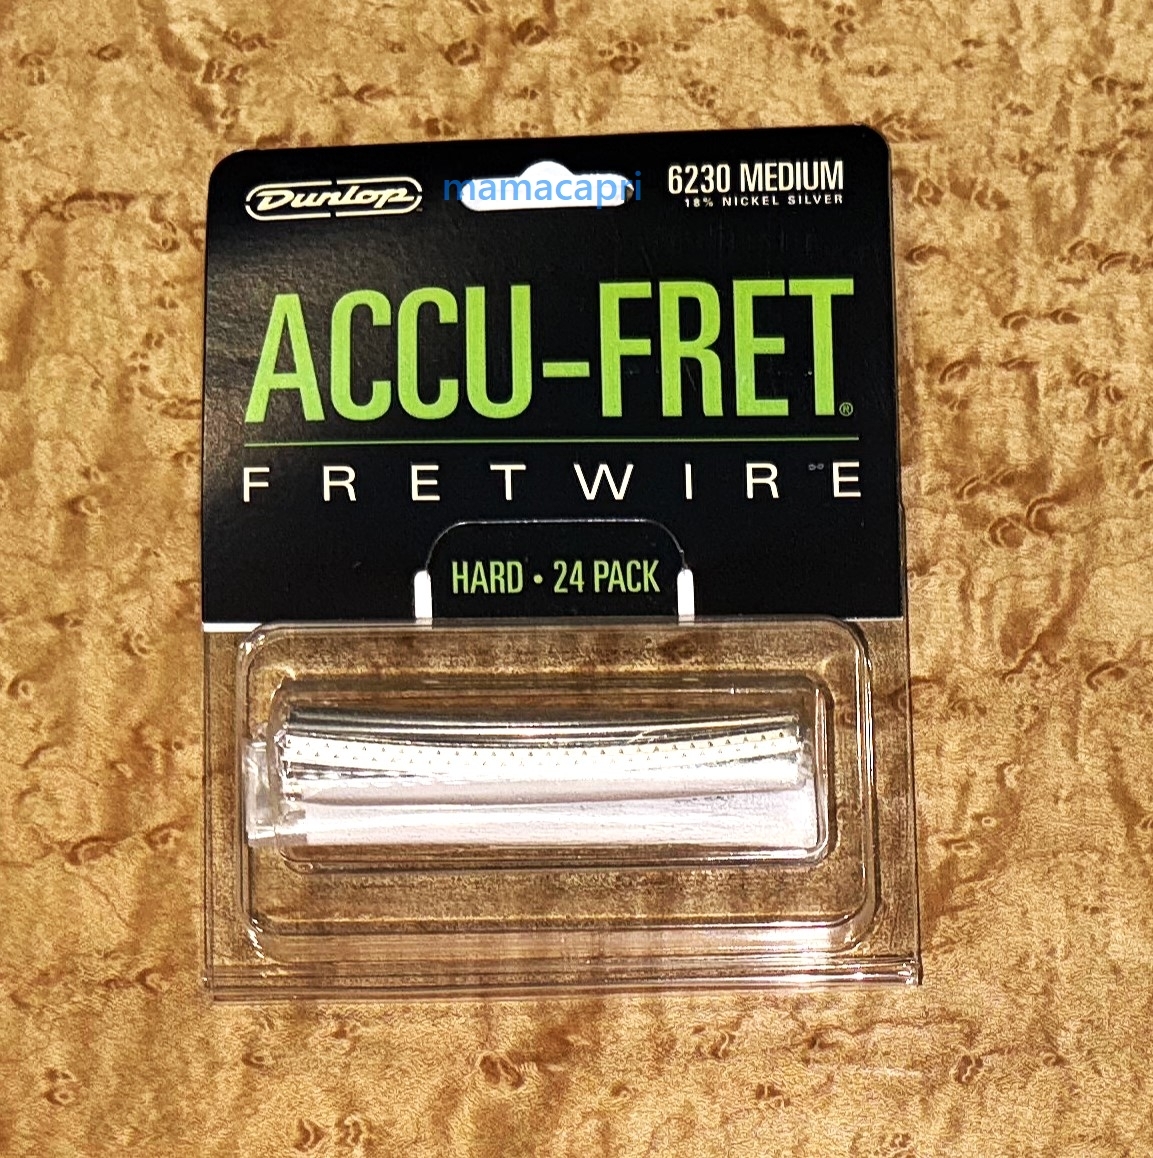 Dunlop
mamacapri
6230 MEDIUM
18% NICKEL SILVER
ACCU-FRET®
FRETWIRE
HARD • 24 PACK